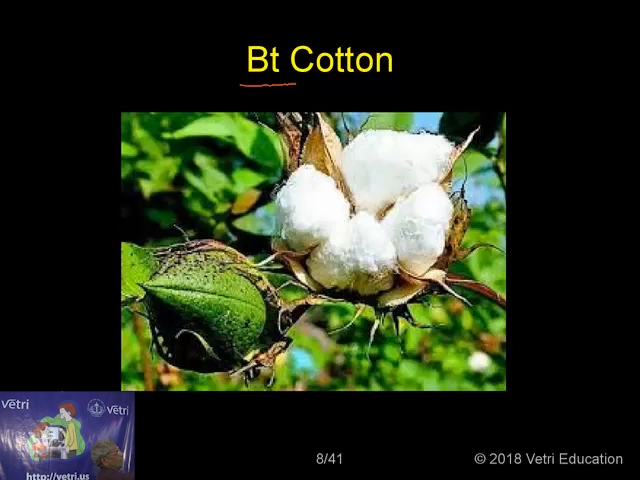 Bt Cotton
Vetri
Vetri
http://vetri.us
8/41
© 2018 Vetri Education